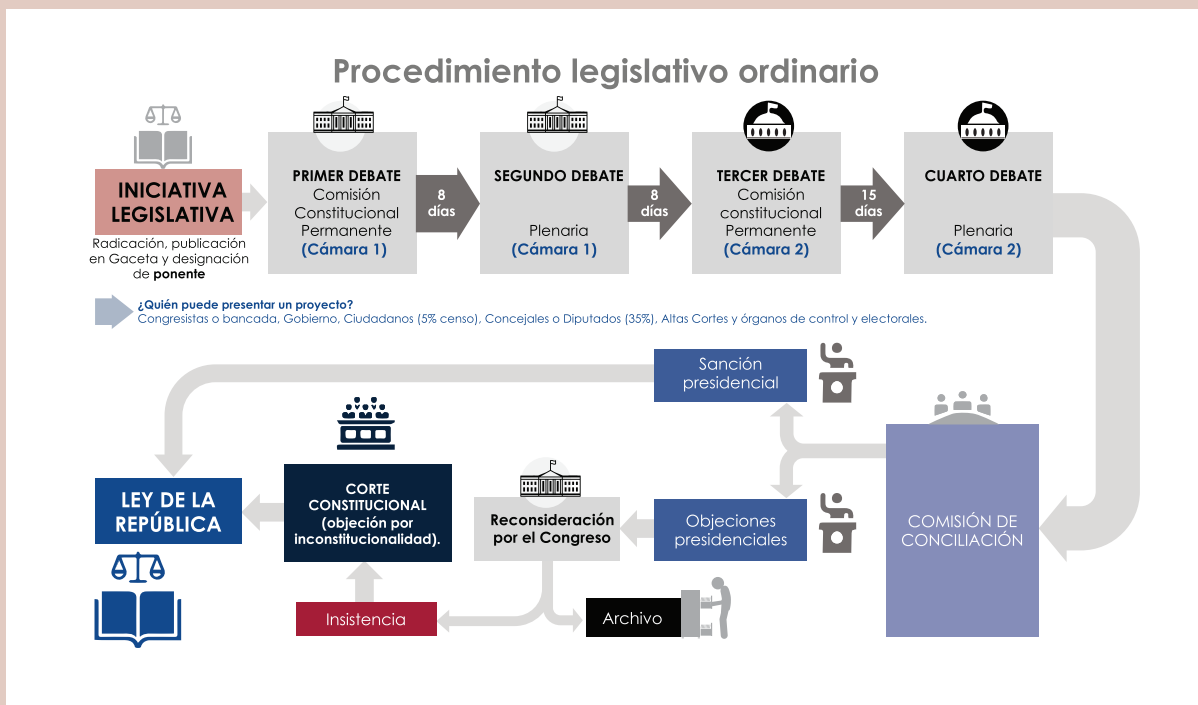 Procedimiento legislativo ordinario
INICIATIVA
LEGISLATIVA
Radicación, publicación
en Gaceta y designación
de ponente
PRIMER DEBATE
Comisión
Constitucional
Permanente
(Cámara 1)
8
días
SEGUNDO DEBATE
Plenaria
(Cámara 1)
8
días
TERCER DEBATE
Comisión
constitucional
Permanente
(Cámara 2)
15
días
CUARTO DEBATE
Plenaria
(Cámara 2)
¿Quién puede presentar un proyecto?
Congresistas o bancada, Gobierno, Ciudadanos (5% censo), Concejales o Diputados (35%), Altas Cortes y órganos de control y electorales.
COMISIÓN DE
CONCILIACIÓN
Sanción
presidencial
Objeciones
presidenciales
Reconsideración
por el Congreso
Archivo
Insistencia
CORTE
CONSTITUCIONAL
(objeción por
inconstitucionalidad).
LEY DE LA
REPÚBLICA